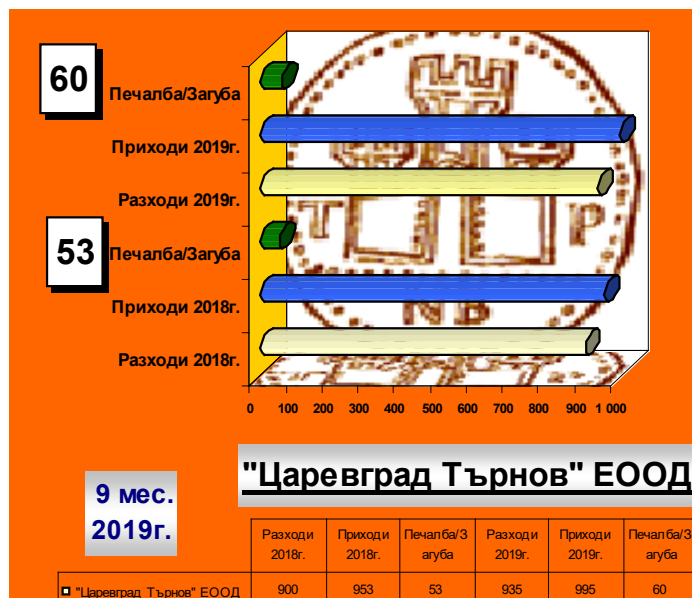 60
Печалба/Загуба
Приходи 2019г.
Разходи 2019г.
53
Печалба/Загуба
Приходи 2018г.
Разходи 2018г.
Т Р
NB
0 100 200 300 400 500 600 700 800 900 1 000
"Царевград Търнов" ЕООД
9 мес.
2019г.
Разходи Приходи Печалба/З Разходи Приходи Печалба/З
2018г. 2018г. агуба 2019г. 2019г. агуба
"Царевград Търнов" ЕООД 900 953 53 935 995 60